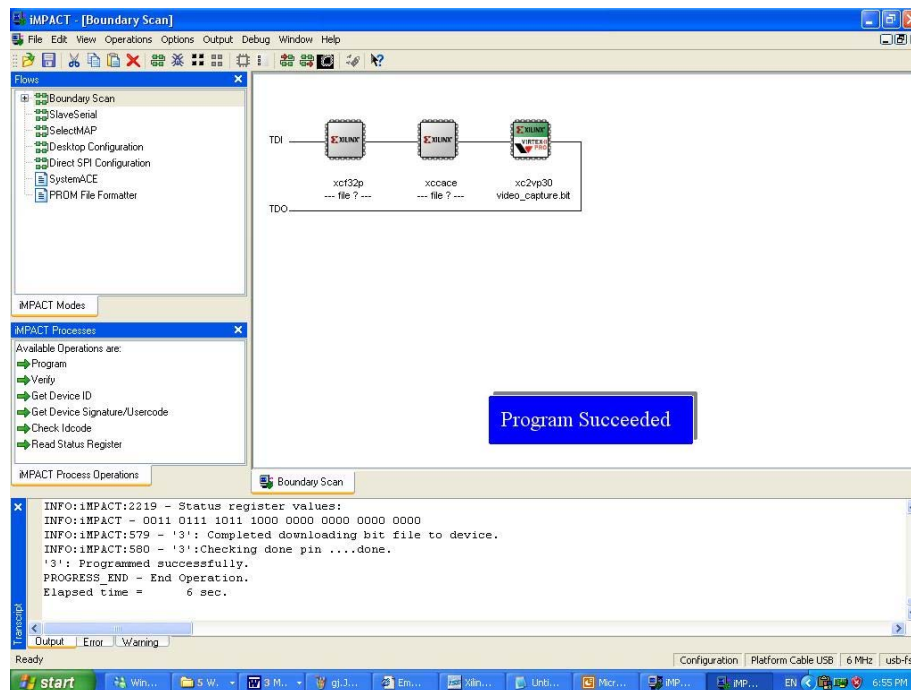 iMPACT - [Boundary Scan]
File Edit View Operations Options Output Debug Window Help
Flows
Boundary Scan
SlaveSerial
SelectMAP
Desktop Configuration
Direct SPI Configuration
SystemACE
PROM File Formatter
iMPACT Modes
TDI
XILINX
XILINX
XILINX
VIRTEX-II
PRO
xcf32p
xccace
xc2vp30
--- file ? ---
--- file ? ---
video_capture.bit
TDO
iMPACT Processes
Available Operations are:
Program
Verify
Get Device ID
Get Device Signature/Usercode
Check Idcode
Read Status Register
iMPACT Process Operations
Program Succeeded
Boundary Scan
INFO:iMPACT:2219 - Status register values:
INFO:iMPACT - 0011 0111 1011 1000 0000 0000 0000 0000
INFO:iMPACT:579 - '3': Completed downloading bit file to device.
INFO:iMPACT:580 - '3':Checking done pin ....done.
'3': Programmed successfully.
PROGRESS_END - End Operation.
Elapsed time =      6 sec.
Transcript
Output Error Warning
Ready
Configuration Platform Cable USB 6 MHz usb-fs
start Win... 5 W... 3 M... gj.J... Em... Xilin... Unti... Micr... iMP... iMP... EN 6:55 PM